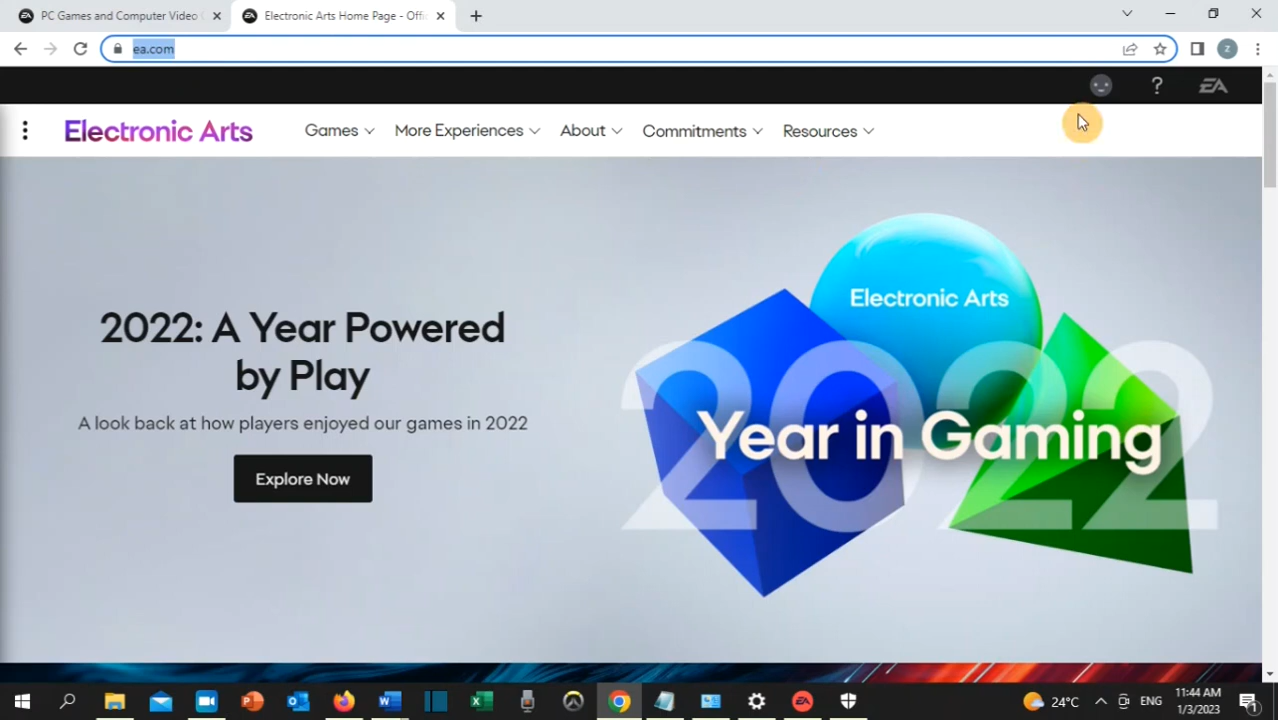 PC Games and Computer Video
Electronic Arts Home Page - Offi
ea.com
z
?
EA
Electronic Arts
Games
More Experiences
About
Commitments
Resources
2022: A Year Powered
by Play
A look back at how players enjoyed our games in 2022
Explore Now
Electronic Arts
2022
Year in Gaming
24°C
ENG
11:44 AM
1/3/2023
1